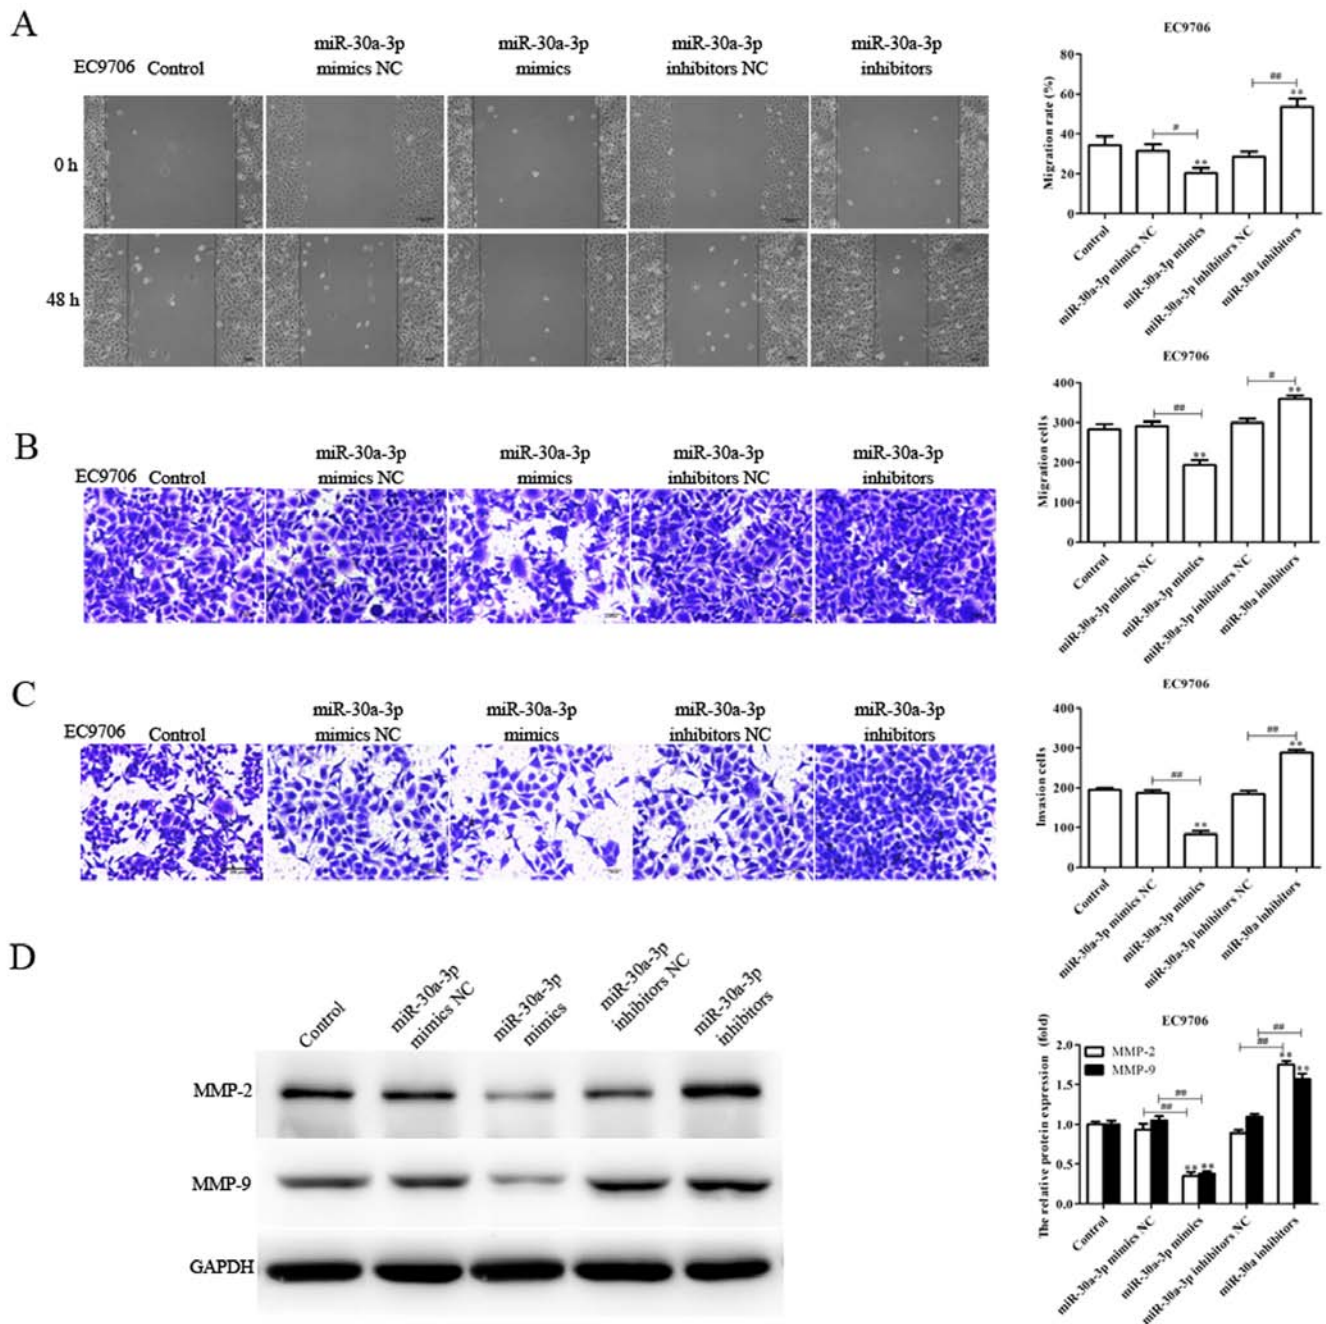 A
EC9706 Control
miR-30a-3p
mimics NC
miR-30a-3p
mimics
miR-30a-3p
inhibitors NC
miR-30a-3p
inhibitors
0 h
48 h
EC9706
Migration rate (%)
80
60
40
20
0
#
**
##
**
Control
miR-30a-3p mimics NC
miR-30a-3p mimics
miR-30a-3p inhibitors NC
miR-30a inhibitors
B
EC9706 Control
miR-30a-3p
mimics NC
miR-30a-3p
mimics
miR-30a-3p
inhibitors NC
miR-30a-3p
inhibitors
EC9706
Migration cells
400
300
200
100
0
##
**
#
**
Control
miR-30a-3p mimics NC
miR-30a-3p mimics
miR-30a-3p inhibitors NC
miR-30a inhibitors
C
EC9706 Control
miR-30a-3p
mimics NC
miR-30a-3p
mimics
miR-30a-3p
inhibitors NC
miR-30a-3p
inhibitors
EC9706
Invasion cells
400
300
200
100
0
##
**
##
**
Control
miR-30a-3p mimics NC
miR-30a-3p mimics
miR-30a-3p inhibitors NC
miR-30a inhibitors
D
Control
miR-30a-3p
mimics NC
miR-30a-3p
mimics
miR-30a-3p
inhibitors NC
miR-30a-3p
inhibitors
MMP-2
MMP-9
GAPDH
EC9706
The relative protein expression (fold)
2.0
1.5
1.0
0.5
0.0
MMP-2
MMP-9
##
##
** **
##
##
**
**
Control
miR-30a-3p mimics NC
miR-30a-3p mimics
miR-30a-3p inhibitors NC
miR-30a inhibitors